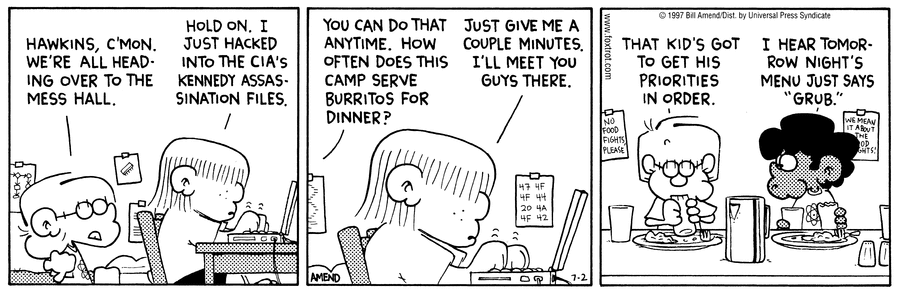 HAWKINS, C'MON.
WE'RE ALL HEAD-
ING OVER TO THE
MESS HALL.
HOLD ON. I
JUST HACKED
INTO THE CIA'S
KENNEDY ASSAS-
SINATION FILES.
YOU CAN DO THAT
ANYTIME. HOW
OFTEN DOES THIS
CAMP SERVE
BURRITOS FOR
DINNER?
JUST GIVE ME A
COUPLE MINUTES.
I'LL MEET YOU
GUYS THERE.
47 4F
4F 44
20 4A
4F 42
AMEND
7-2
© 1997 Bill Amend/Dist. by Universal Press Syndicate
www.foxtrot.com
THAT KID'S GOT
TO GET HIS
PRIORITIES
IN ORDER.
I HEAR TOMOR-
ROW NIGHT'S
MENU JUST SAYS
"GRUB."
NO
FOOD
FIGHTS,
PLEASE
WE MEAN
IT ABOUT
THE